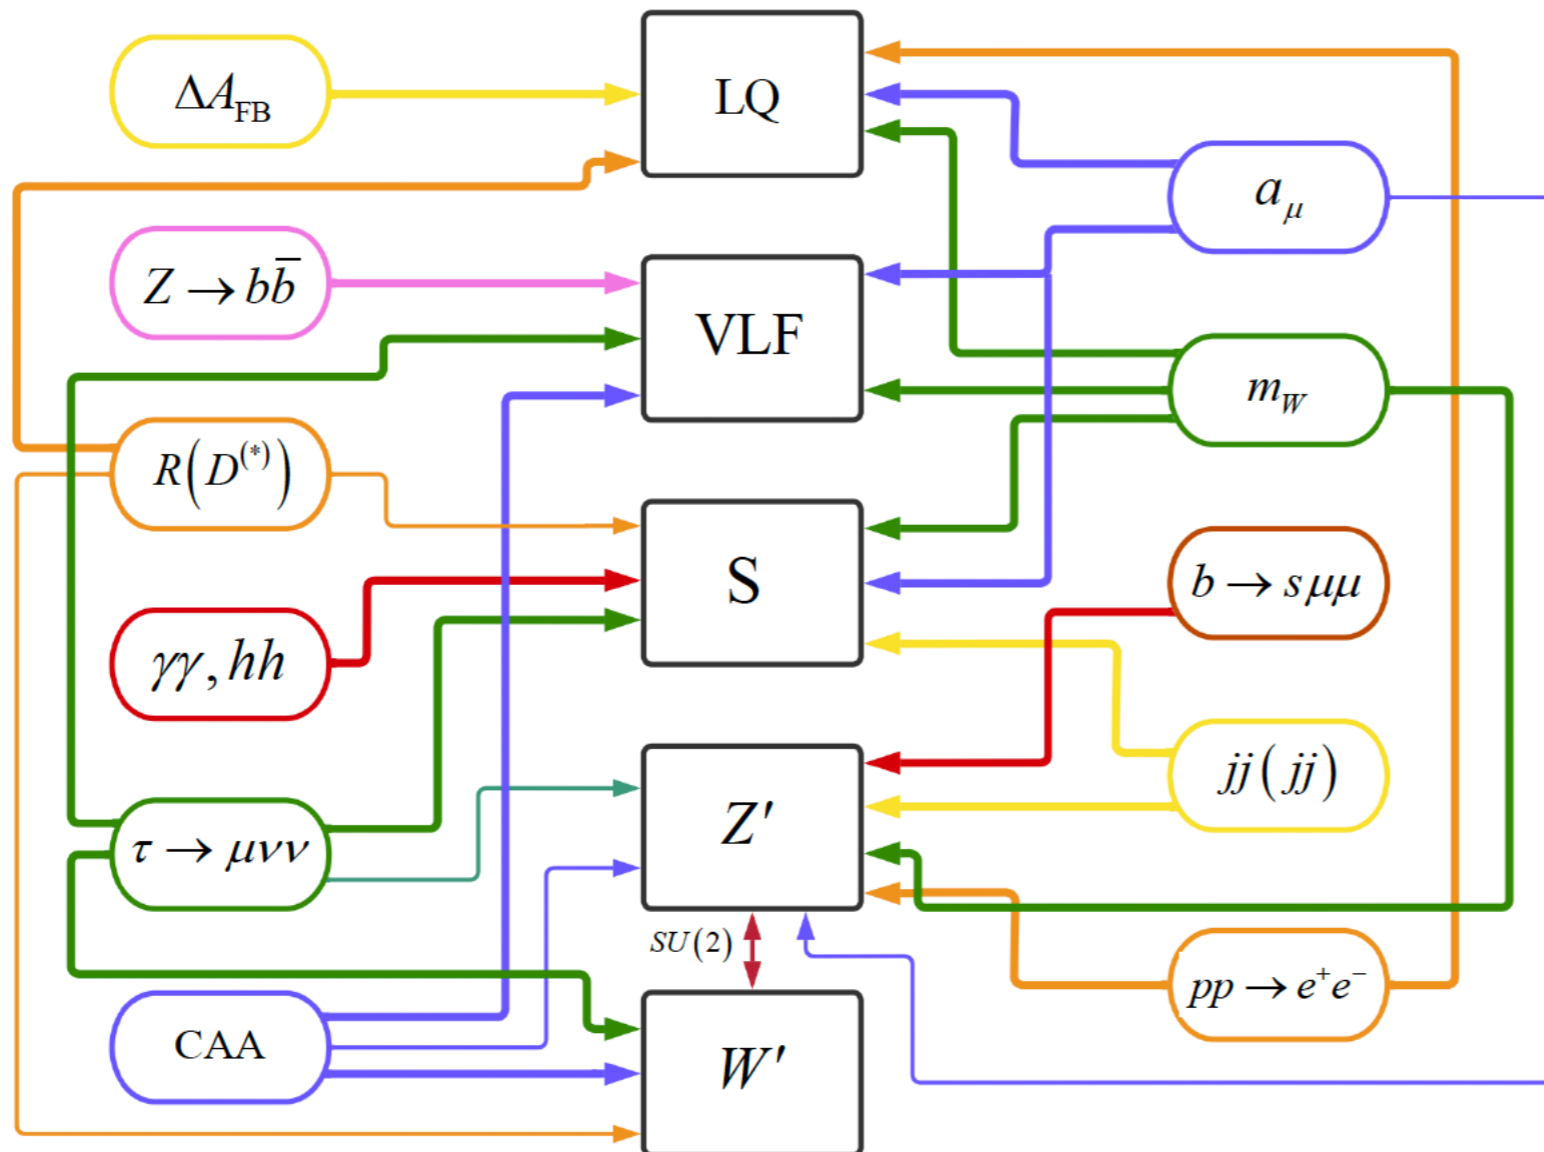 ΔA_FB
Z → bb̅
R(D^(*))
γγ, hh
τ → μνν
CAA
LQ
VLF
S
Z′
SU(2)
W′
a_μ
m_W
b → sμμ
jj(jj)
pp → e⁺e⁻